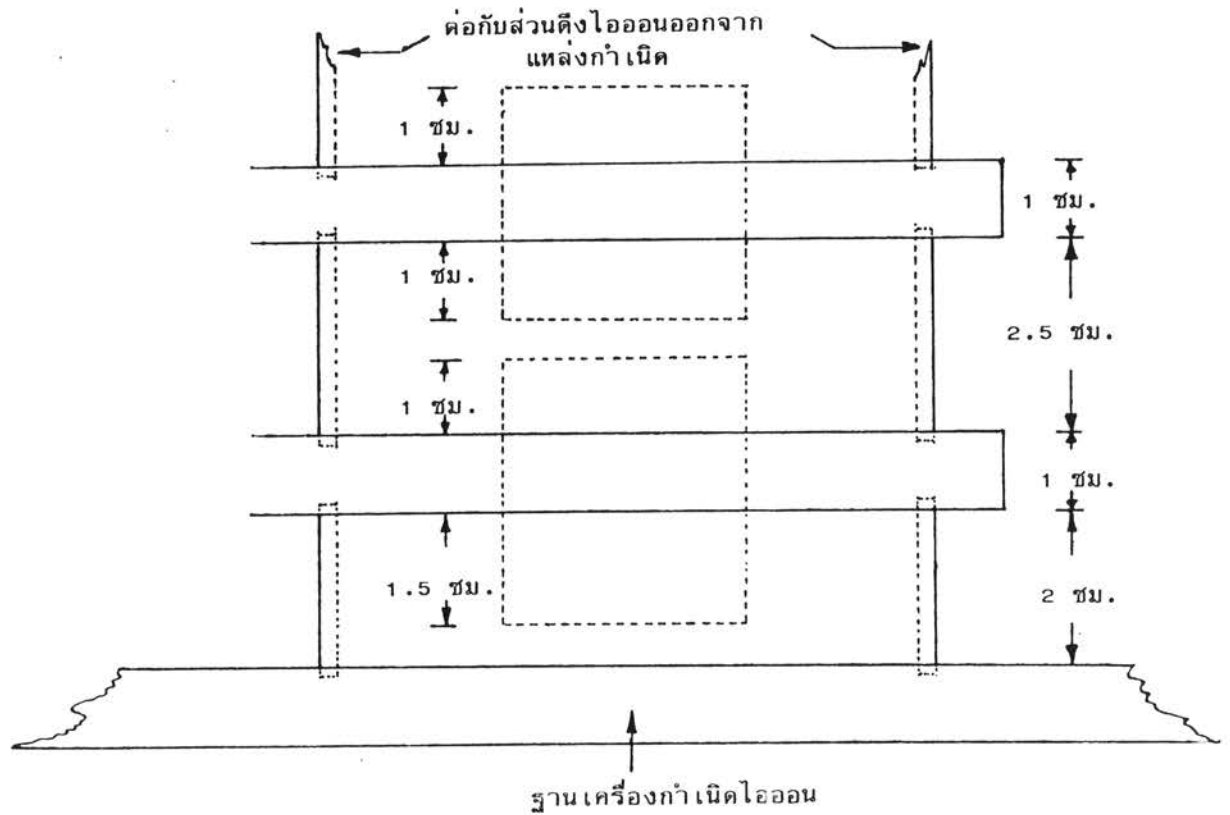 ต่อกับส่วนดึงไอออนออกจาก
แหล่งกำเนิด
1 ซม.
1 ซม.
1 ซม.
2.5 ซม.
1 ซม.
1 ซม.
1.5 ซม.
2 ซม.
ฐานเครื่องกำเนิดไอออน